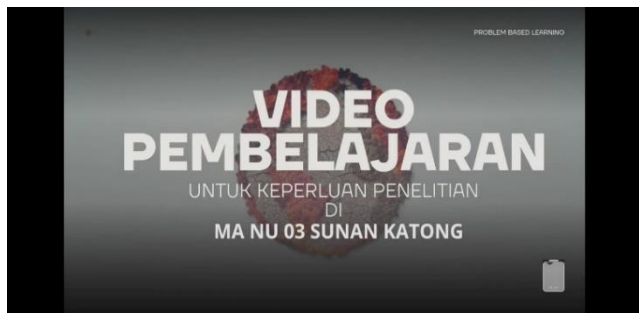 PROBLEM BASED LEARNING
VIDEO
PEMBELAJARAN
UNTUK KEPERLUAN PENELITIAN
DI
MA NU 03 SUNAN KATONG